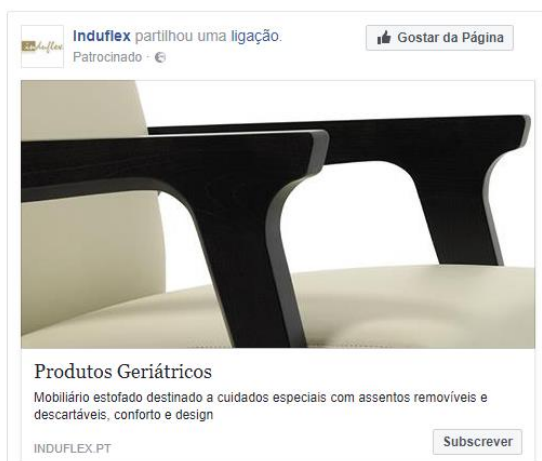 induflex
Induflex partilhou uma ligação.
Gostar da Página
Patrocinado ·
Produtos Geriátricos
Mobiliário estofado destinado a cuidados especiais com assentos removíveis e
descartáveis, conforto e design
INDUFLEX.PT
Subscrever